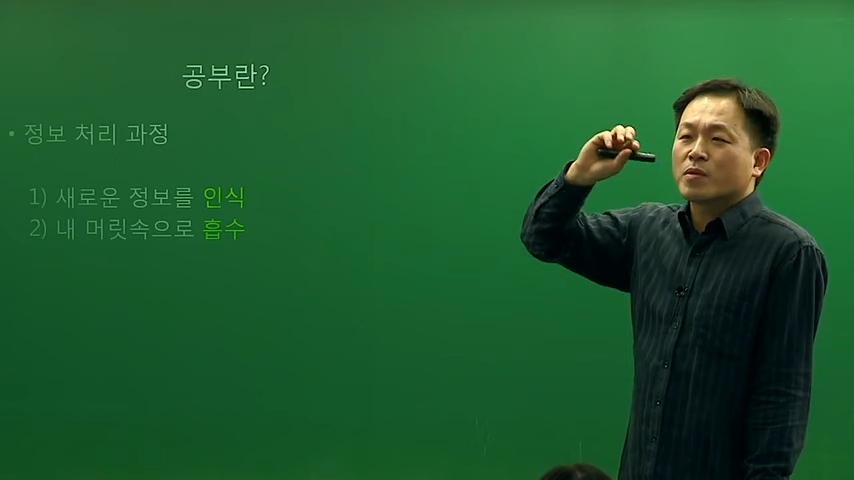 공부란?
• 정보 처리 과정
1) 새로운 정보를 인식
2) 내 머릿속으로 흡수